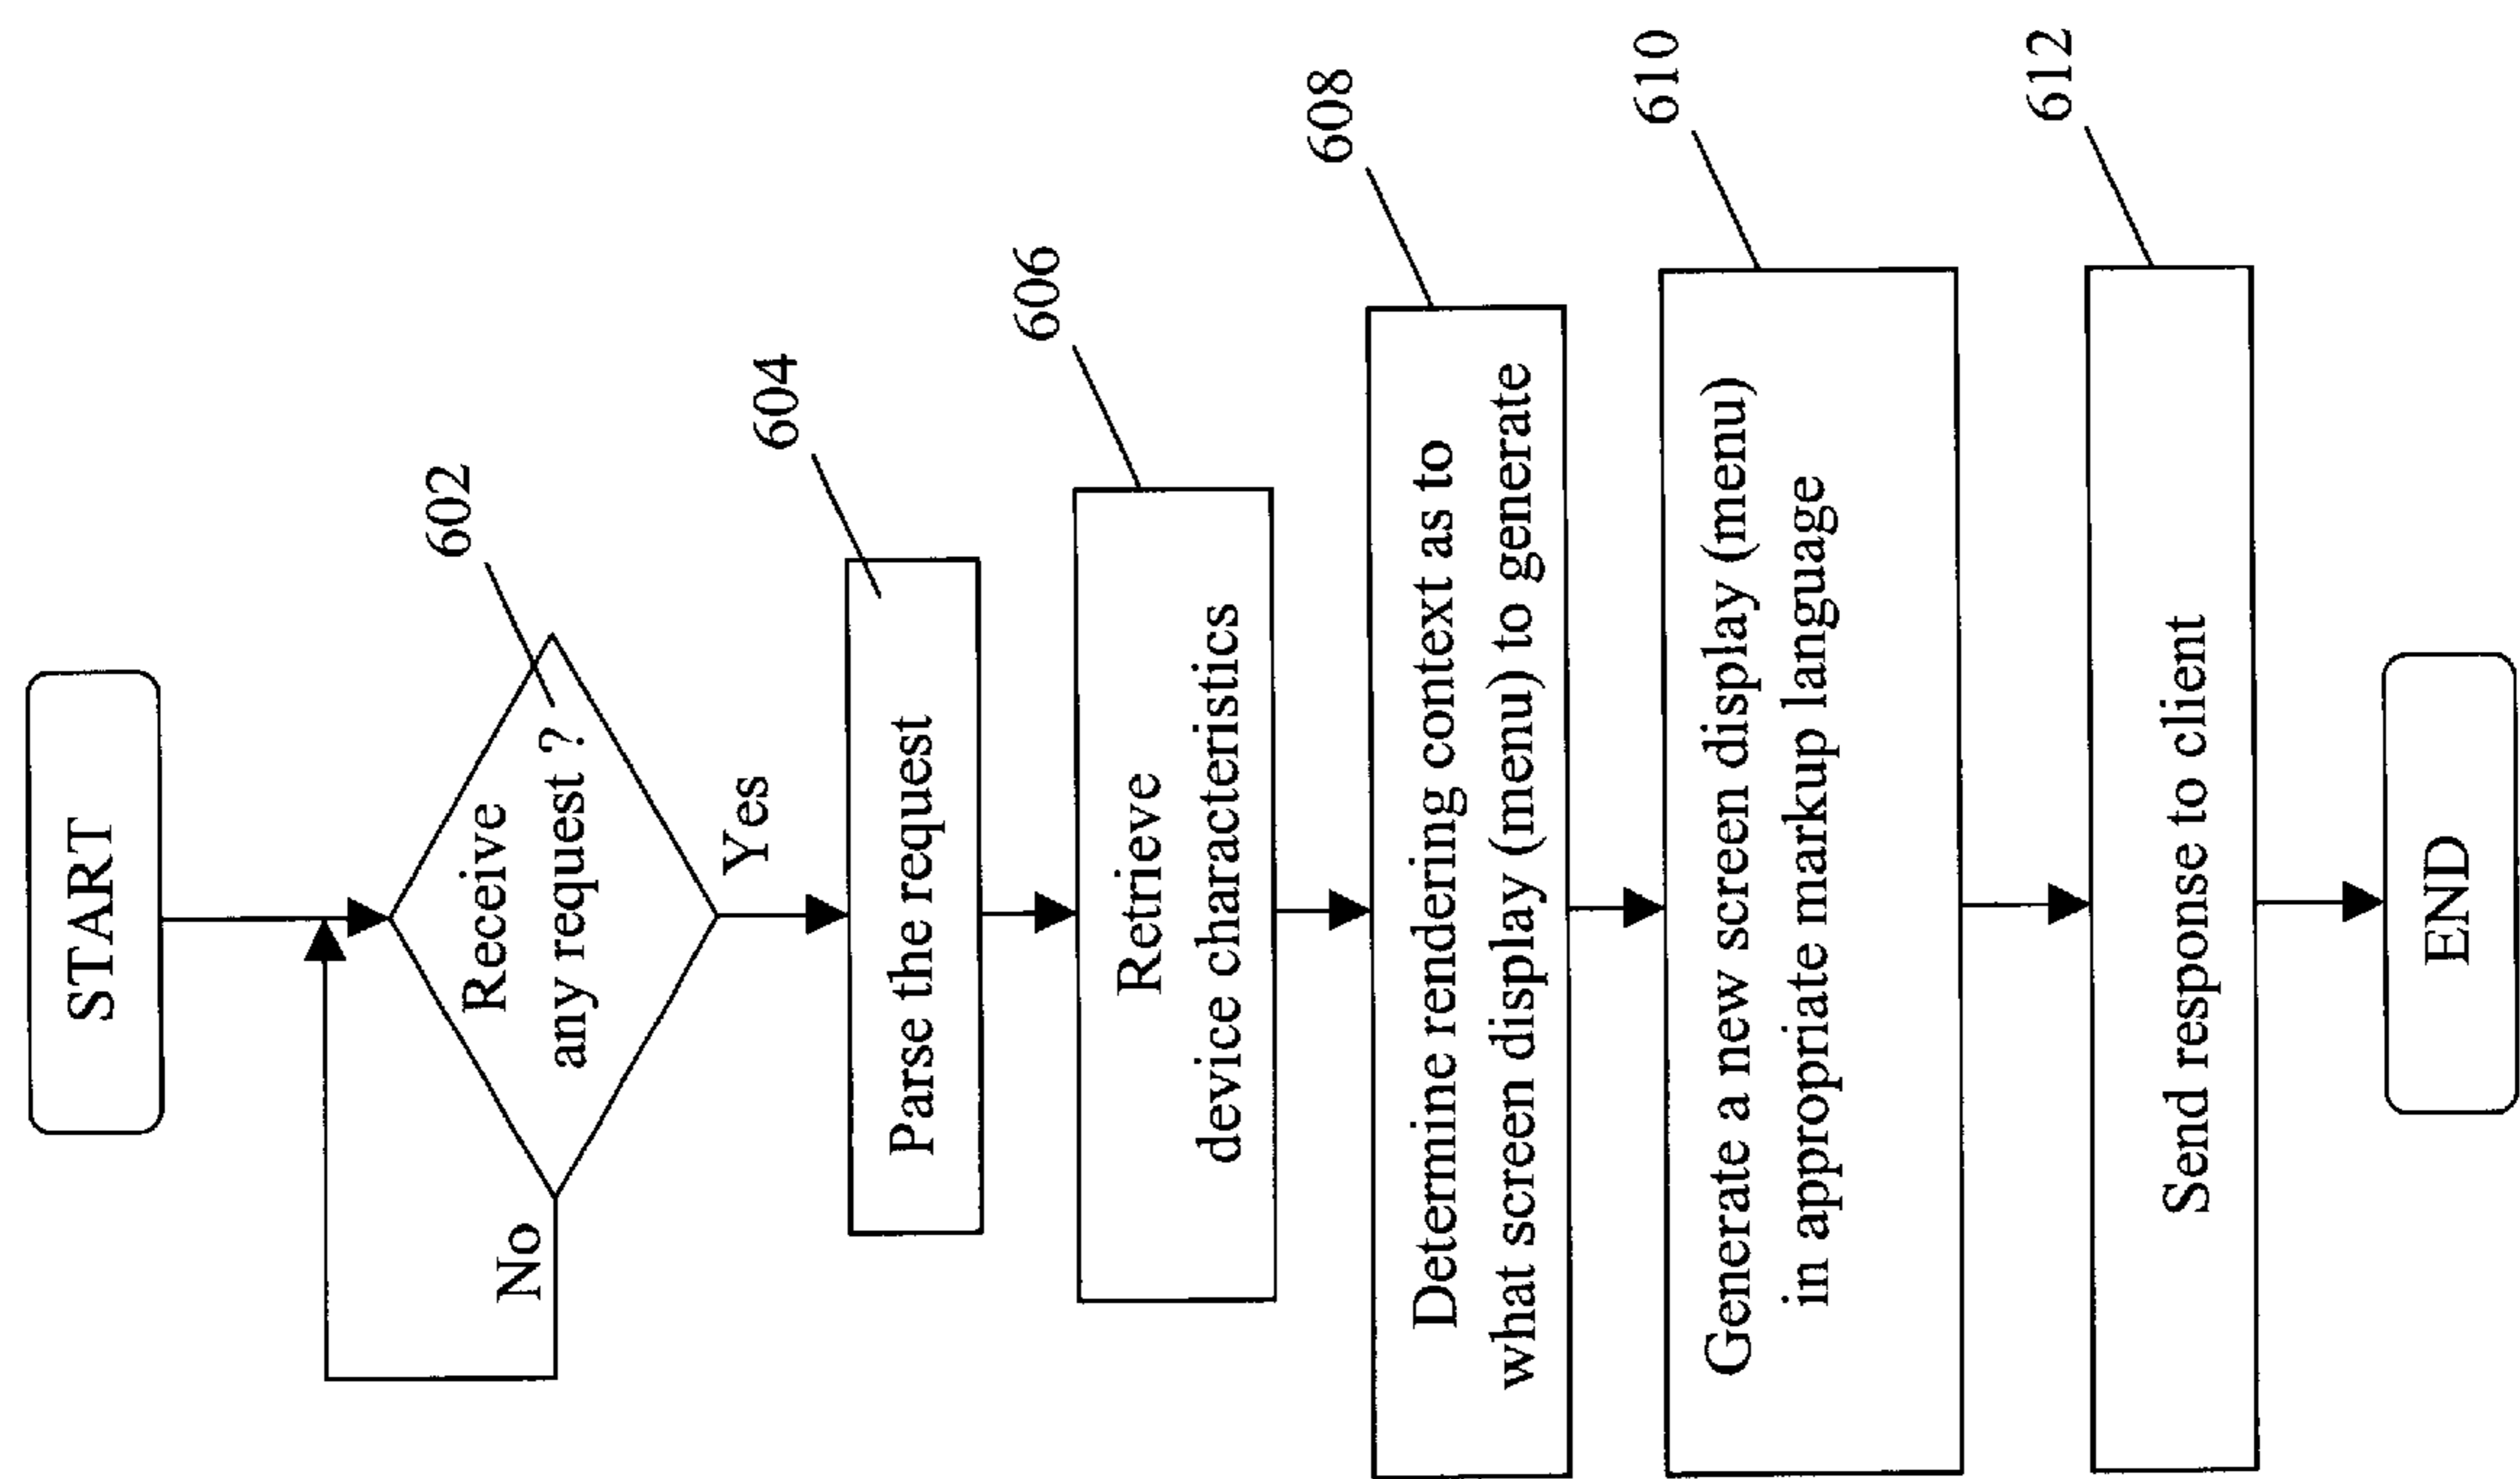 START
602
Receive
any request ?
No
Yes
604
Parse the request
606
Retrieve
device characteristics
608
Determine rendering context as to
what screen display (menu) to generate
610
Generate a new screen display (menu)
in appropriate markup language
612
Send response to client
END